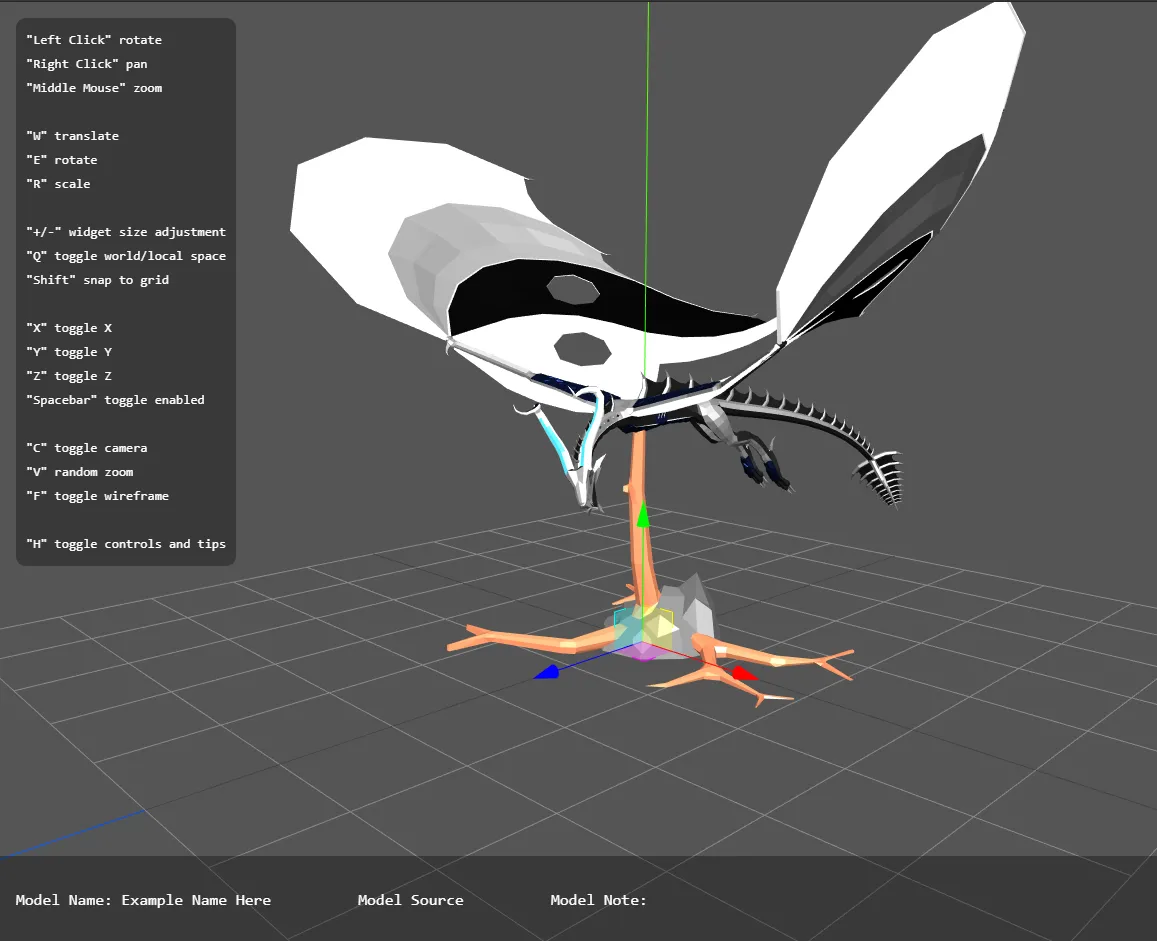 "Left Click" rotate
"Right Click" pan
"Middle Mouse" zoom
"W" translate
"E" rotate
"R" scale
"+/-" widget size adjustment
"Q" toggle world/local space
"Shift" snap to grid
"X" toggle X
"Y" toggle Y
"Z" toggle Z
"Spacebar" toggle enabled
"C" toggle camera
"V" random zoom
"F" toggle wireframe
"H" toggle controls and tips
Model Name: Example Name Here Model Source Model Note: